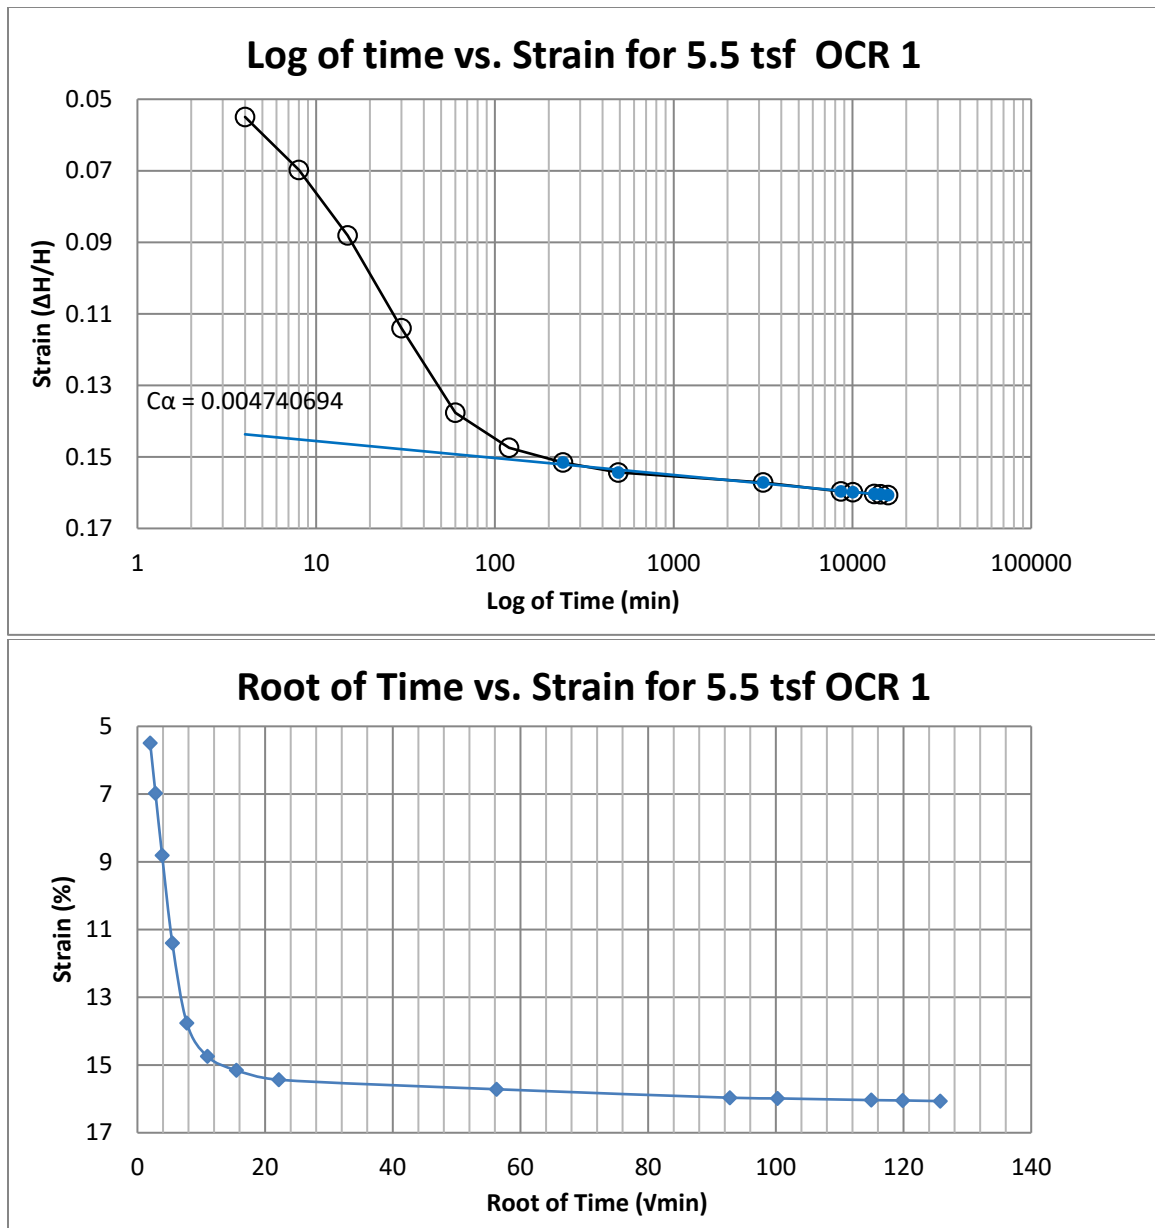 Log of time vs. Strain for 5.5 tsf  OCR 1
Strain (ΔH/H)
0.05
0.07
0.09
0.11
0.13
0.15
0.17
Cα = 0.004740694
1 10 100 1000 10000 100000
Log of Time (min)
Root of Time vs. Strain for 5.5 tsf OCR 1
Strain (%)
5
7
9
11
13
15
17
0 20 40 60 80 100 120 140
Root of Time (√min)